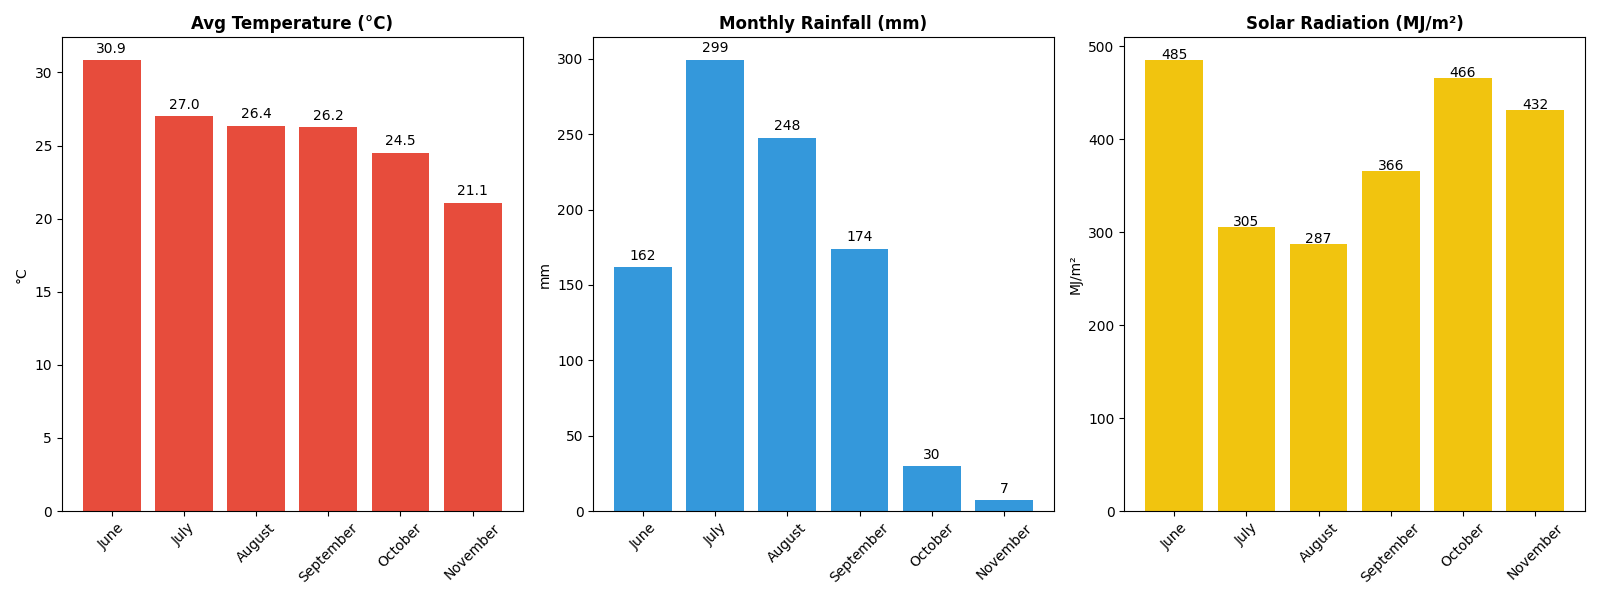 Avg Temperature (°C)
30.9
27.0
26.4
26.2
24.5
21.1
30
25
20
15
10
5
0
°C
June
July
August
September
October
November
Monthly Rainfall (mm)
162
299
248
174
30
7
300
250
200
150
100
50
0
mm
June
July
August
September
October
November
Solar Radiation (MJ/m²)
485
305
287
366
466
432
500
400
300
200
100
0
MJ/m²
June
July
August
September
October
November